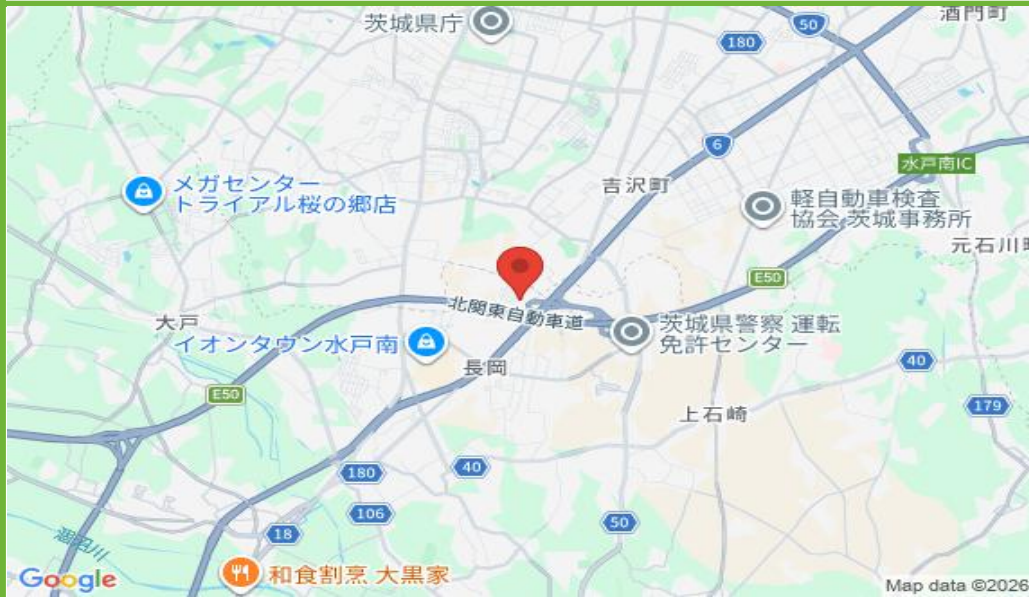 酒門町
茨城県庁
50
180
6
水戸南IC
吉沢町
メガセンター
トライアル桜の郷店
軽自動車検査
協会 茨城事務所
元石川町
E50
北関東自動車道
大戸
茨城県警察 運転
免許センター
イオンタウン水戸南
長岡
40
E50
179
上石崎
180
40
106
50
18
涸沼川
和食割烹 大黒家
Google
Map data ©2026